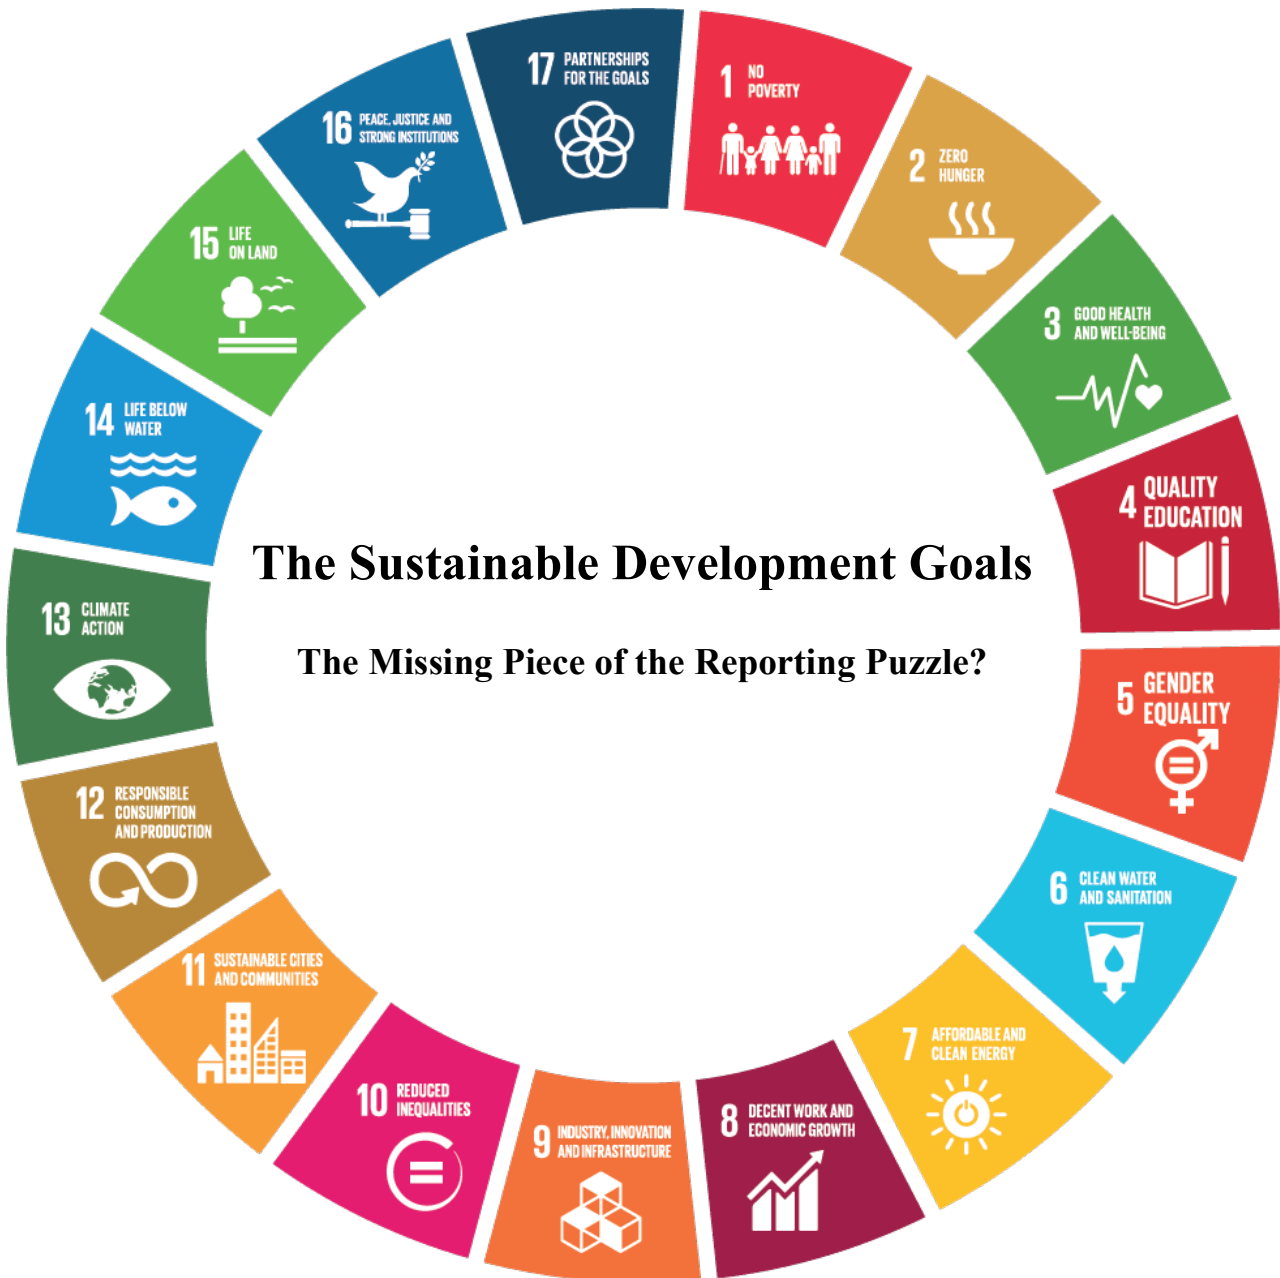 The Sustainable Development Goals
The Missing Piece of the Reporting Puzzle?
1 NO
POVERTY
2 ZERO
HUNGER
3 GOOD HEALTH
AND WELL-BEING
4 QUALITY
EDUCATION
5 GENDER
EQUALITY
6 CLEAN WATER
AND SANITATION
7 AFFORDABLE AND
CLEAN ENERGY
8 DECENT WORK AND
ECONOMIC GROWTH
9 INDUSTRY, INNOVATION
AND INFRASTRUCTURE
10 REDUCED
INEQUALITIES
11 SUSTAINABLE CITIES
AND COMMUNITIES
12 RESPONSIBLE
CONSUMPTION
AND PRODUCTION
13 CLIMATE
ACTION
14 LIFE BELOW
WATER
15 LIFE
ON LAND
16 PEACE, JUSTICE AND
STRONG INSTITUTIONS
17 PARTNERSHIPS
FOR THE GOALS